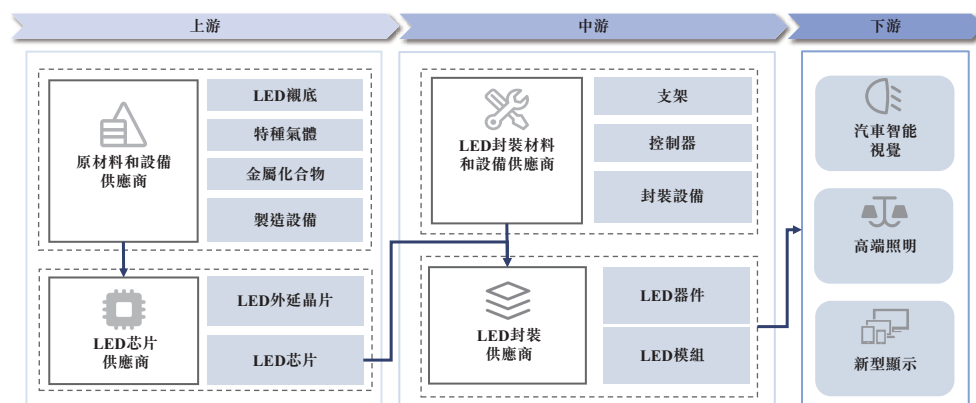 上游
中游
下游
原材料和設備
供應商
LED襯底
特種氣體
金屬化合物
製造設備
LED芯片
供應商
LED外延晶片
LED芯片
LED封裝材料
和設備供應商
支架
控制器
封裝設備
LED封裝
供應商
LED器件
LED模組
汽車智能
視覺
高端照明
新型顯示